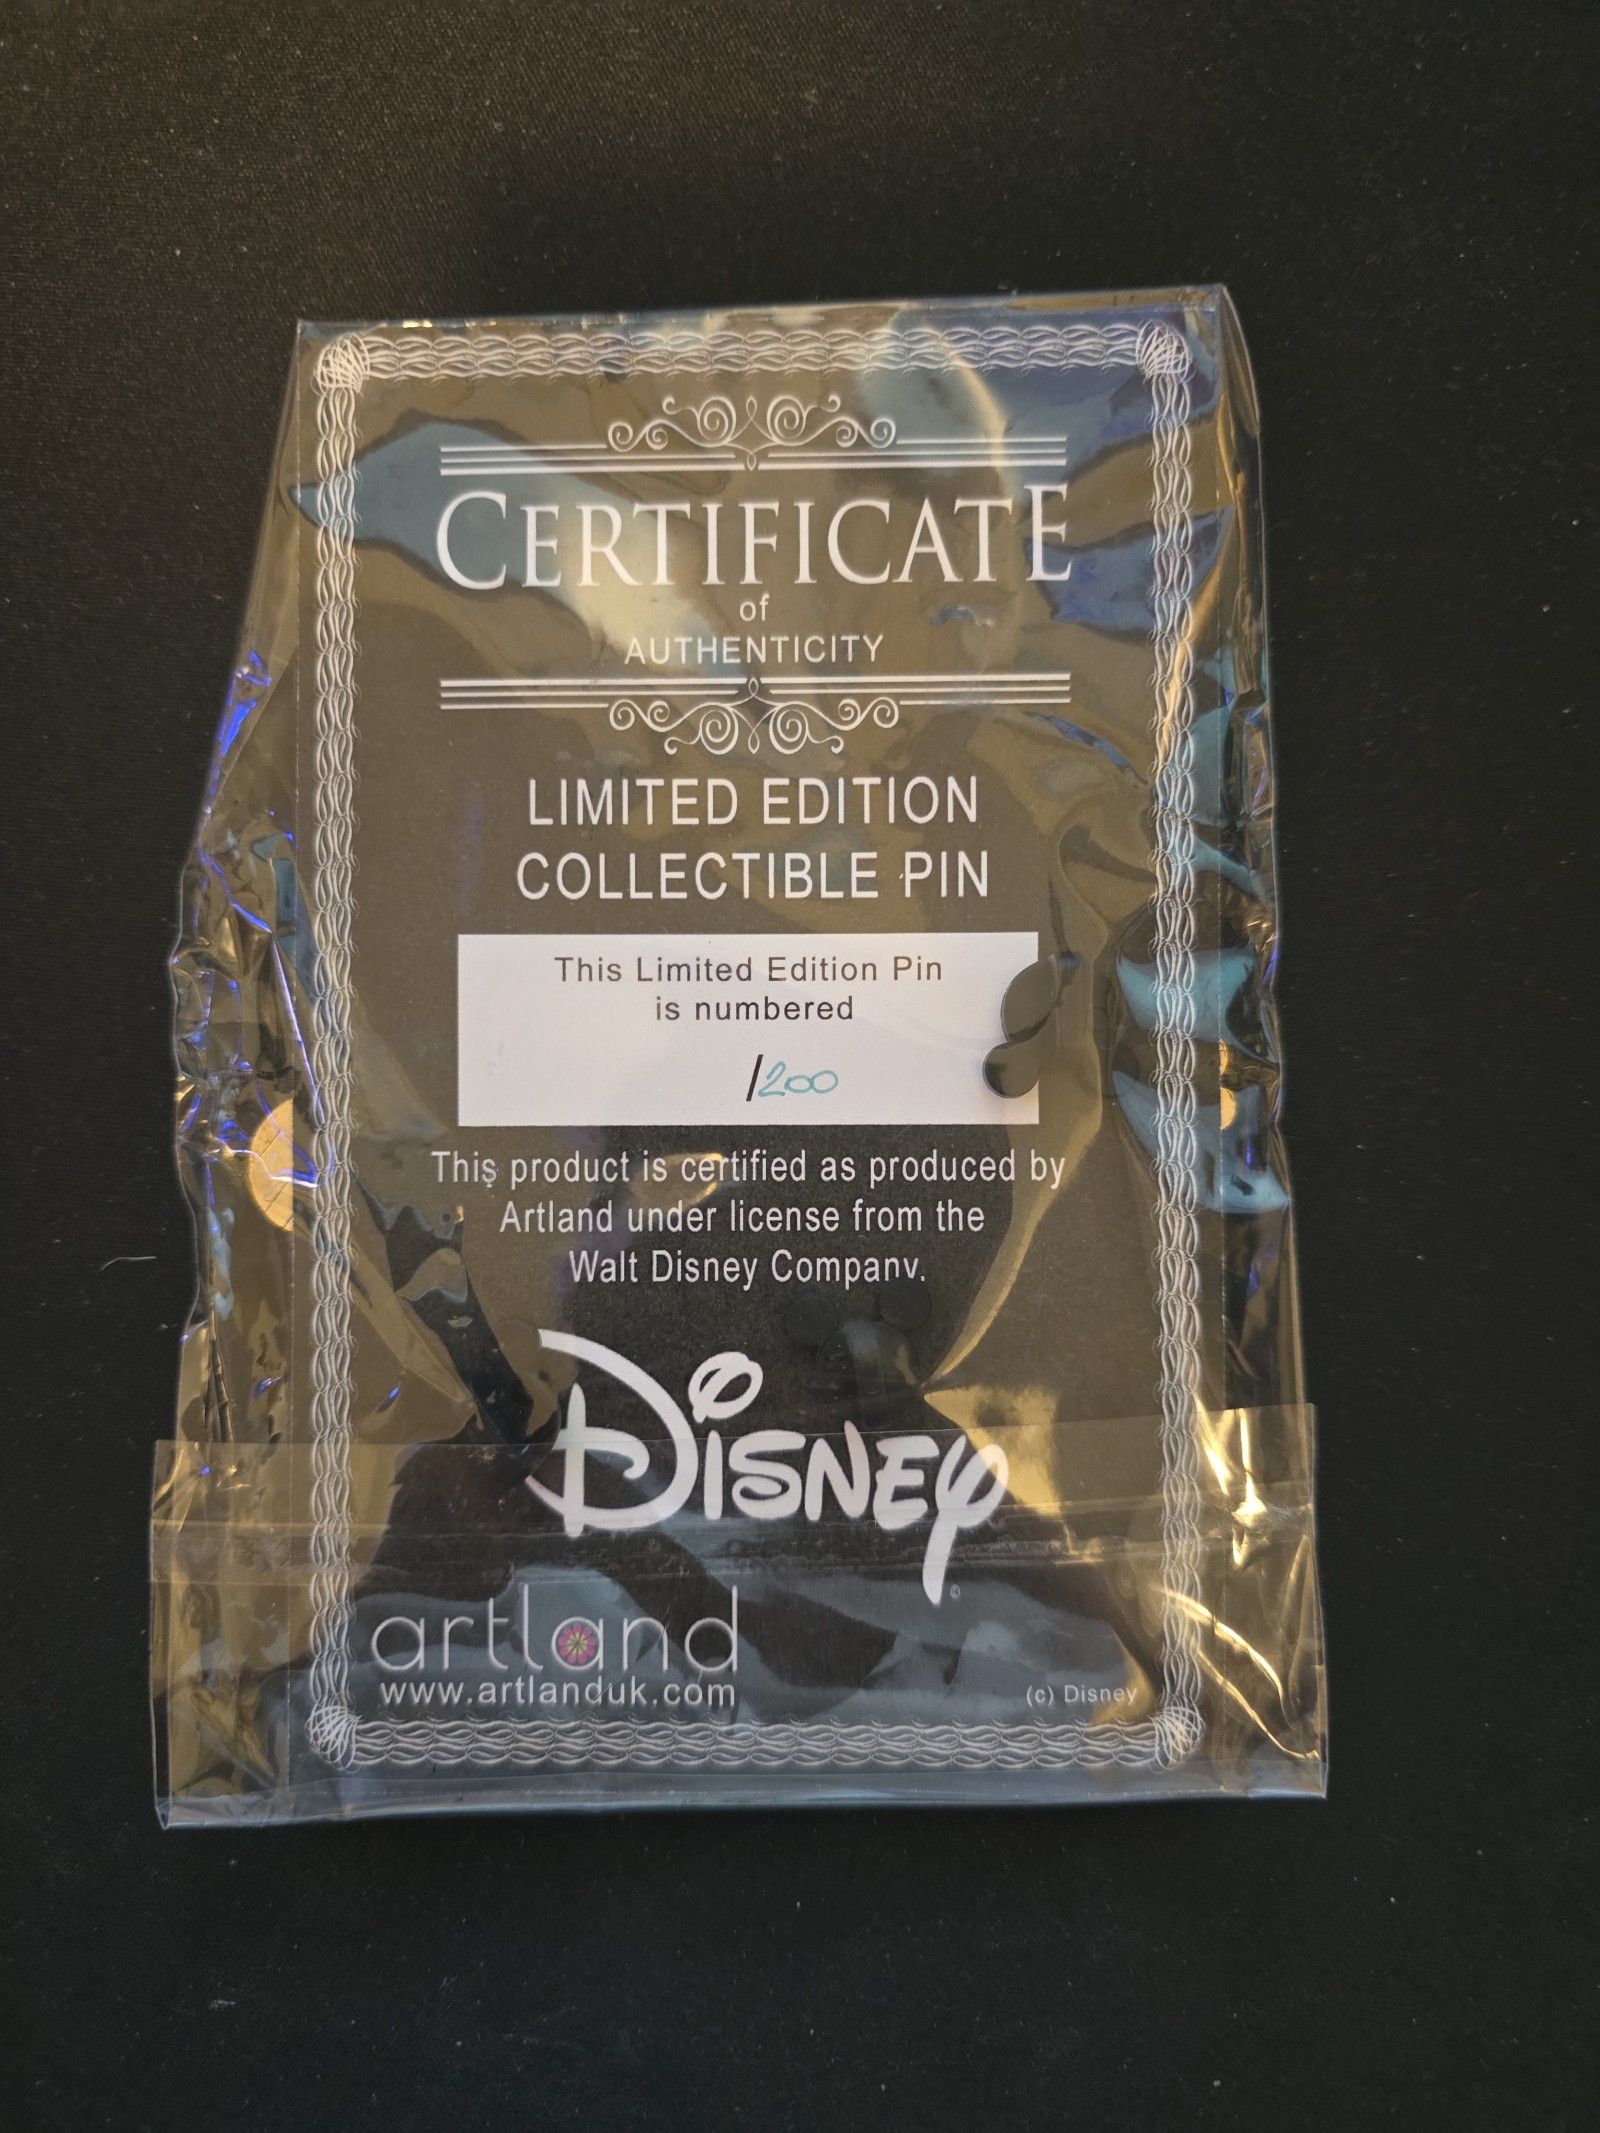 CERTIFICATE
of
AUTHENTICITY
LIMITED EDITION
COLLECTIBLE PIN
This Limited Edition Pin
is numbered
/200
This product is certified as produced by
Artland under license from the
Walt Disney Company.
Disney
artland
www.artlanduk.com
(c) Disney